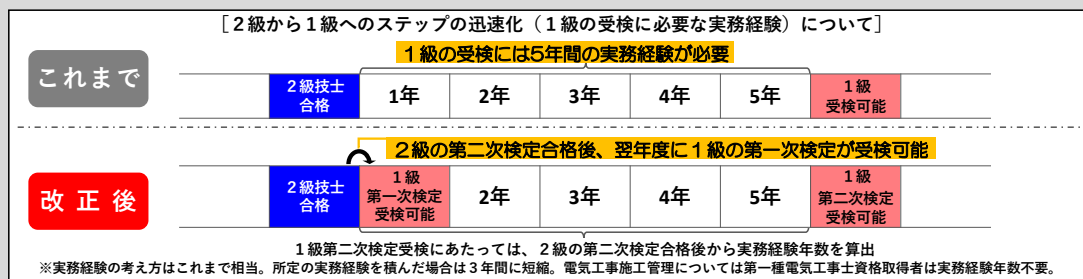 [２級から１級へのステップの迅速化（１級の受検に必要な実務経験）について]
これまで
１級の受検には5年間の実務経験が必要
２級技士
合格
1年
2年
3年
4年
5年
１級
受検可能
改正後
２級の第二次検定合格後、翌年度に１級の第一次検定が受検可能
２級技士
合格
１級
第一次検定
受検可能
2年
3年
4年
5年
１級
第二次検定
受検可能
１級第二次検定受検にあたっては、２級の第二次検定合格後から実務経験年数を算出
※実務経験の考え方はこれまで相当。所定の実務経験を積んだ場合は３年間に短縮。電気工事施工管理については第一種電気工事士資格取得者は実務経験年数不要。